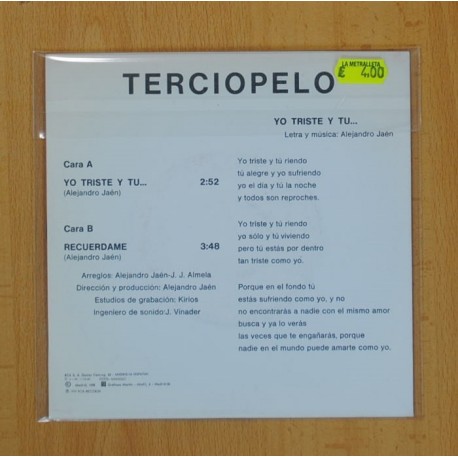 LA METRALLETA
€ 4,00
TERCIOPELO
YO TRISTE Y TU...
Letra y música: Alejandro Jaén
Cara A
YO TRISTE Y TU... 2:52
(Alejandro Jaén)
Cara B
RECUERDAME 3:48
(Alejandro Jaén)
Arreglos: Alejandro Jaén-J. J. Almela
Dirección y producción: Alejandro Jaén
Estudios de grabación: Kirios
Ingeniero de sonido: J. Vinader
Yo triste y tú riendo
tú alegre y yo sufriendo
yo el día y tú la noche
y todos son reproches.
Yo triste y tú riendo
yo sólo y tú viviendo
pero tú estás por dentro
tan triste como yo.
Porque en el fondo tú
estás sufriendo como yo, y no
no encontrarás a nadie con el mismo amor
busca y ya lo verás
las veces que te engañarás, porque
nadie en el mundo puede amarte como yo.